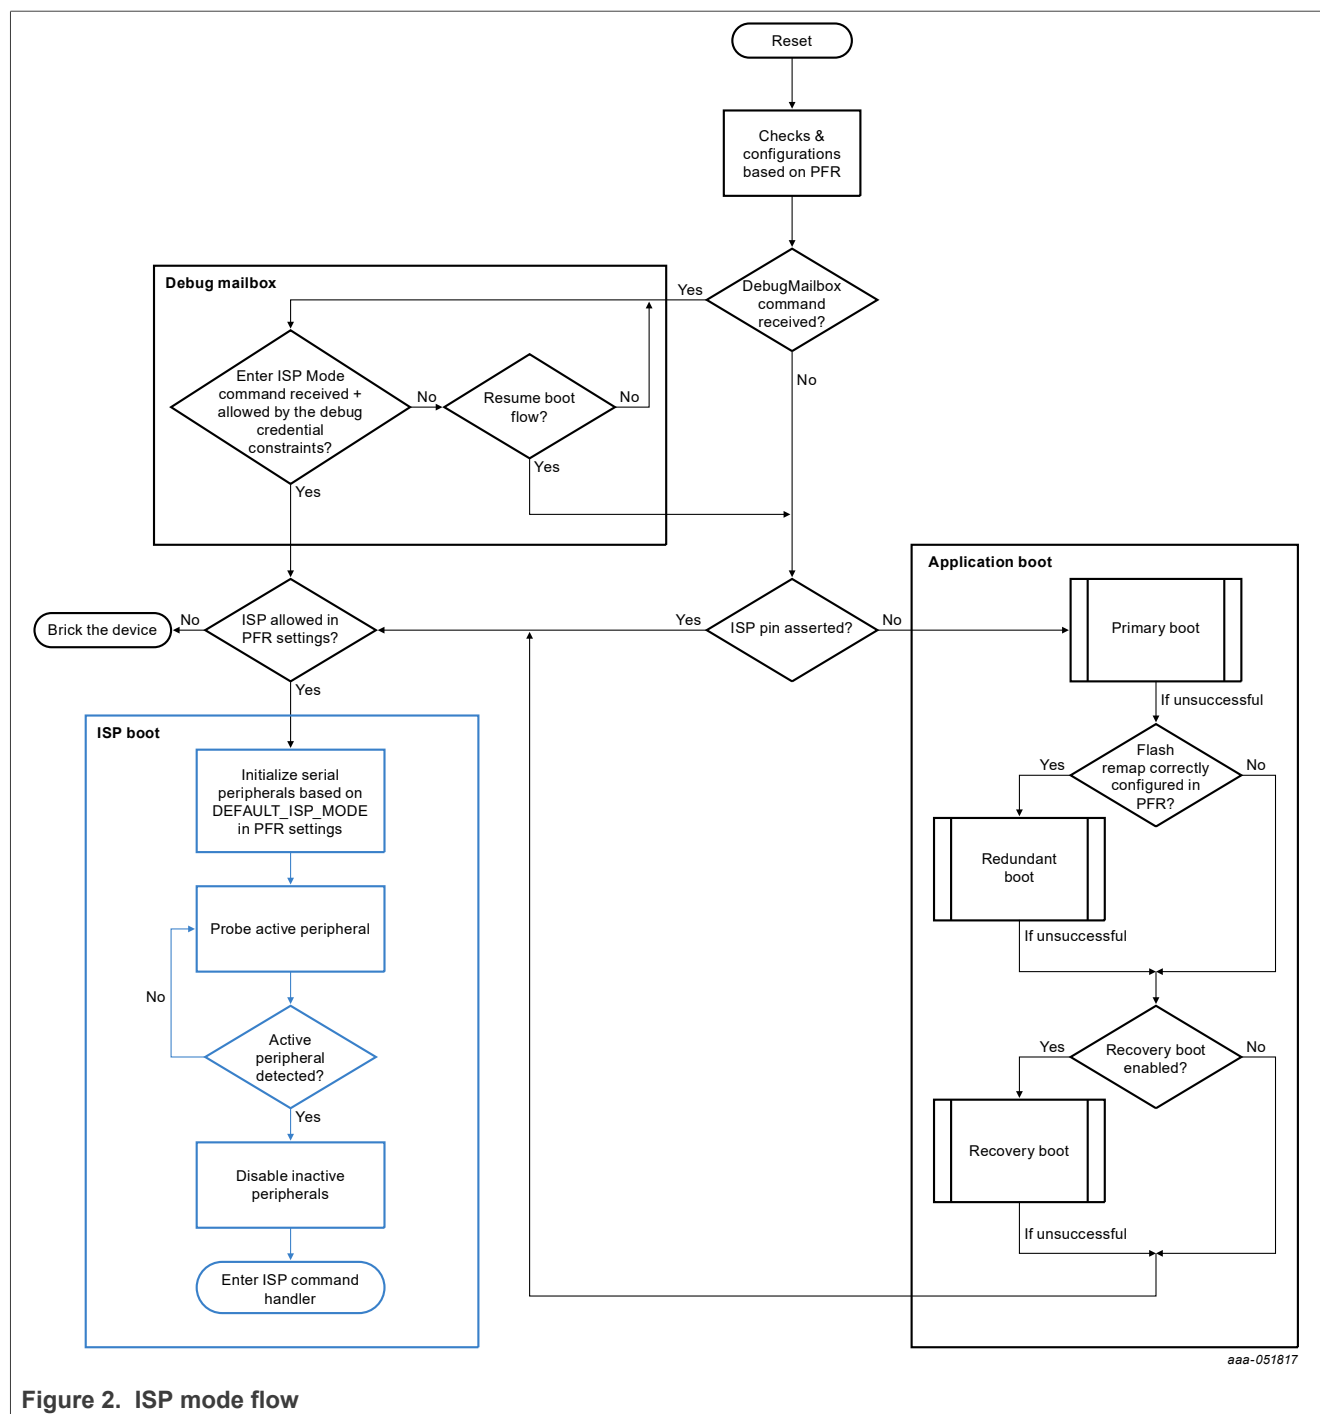 Reset
Checks &
configurations
based on PFR
DebugMailbox
command
received?
Yes
No
Debug mailbox
Enter ISP Mode
command received +
allowed by the debug
credential
constraints?
No
Resume boot
flow?
No
Yes
Yes
ISP allowed in
PFR settings?
No
Brick the device
Yes
ISP pin asserted?
Yes
No
Application boot
Primary boot
If unsuccessful
Flash
remap correctly
configured in
PFR?
Yes
No
Redundant
boot
If unsuccessful
Recovery boot
enabled?
Yes
No
Recovery boot
If unsuccessful
ISP boot
Initialize serial
peripherals based on
DEFAULT_ISP_MODE
in PFR settings
Probe active peripheral
No
Active
peripheral
detected?
Yes
Disable inactive
peripherals
Enter ISP command
handler
aaa-051817
Figure 2. ISP mode flow